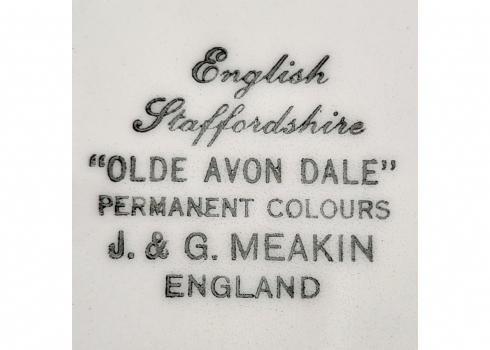 English
Staffordshire
"OLDE AVON DALE"
PERMANENT COLOURS
J. & G. MEAKIN
ENGLAND